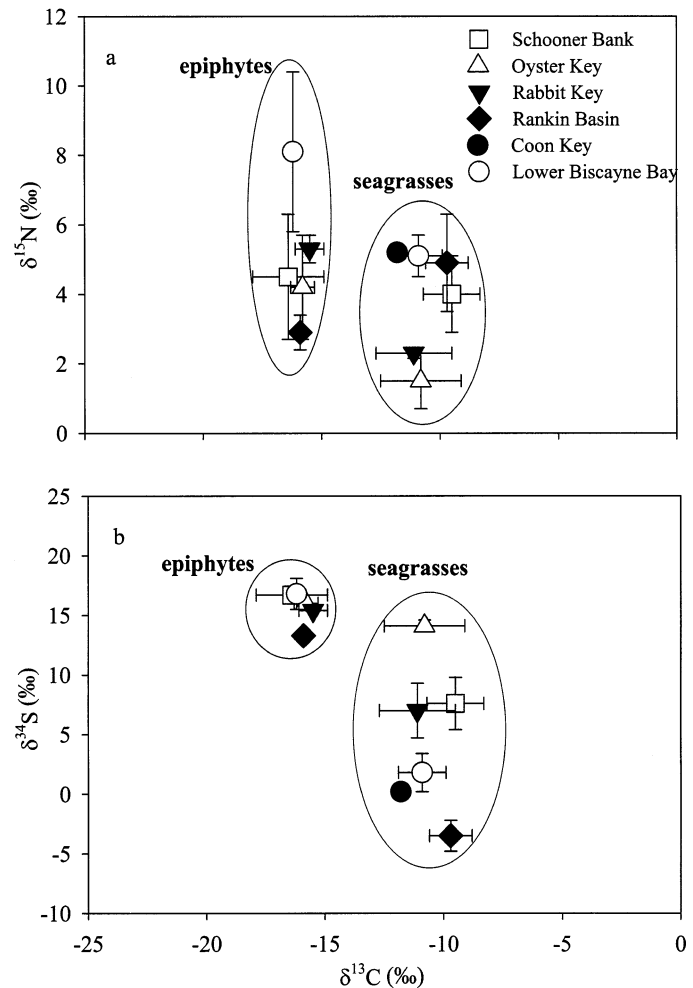 12
10
8
6
4
2
0
δ15N (‰)
a
epiphytes
seagrasses
Schooner Bank
Oyster Key
Rabbit Key
Rankin Basin
Coon Key
Lower Biscayne Bay
25
20
15
10
5
0
-5
-10
δ34S (‰)
b
epiphytes
seagrasses
-25 -20 -15 -10 -5 0
δ13C (‰)